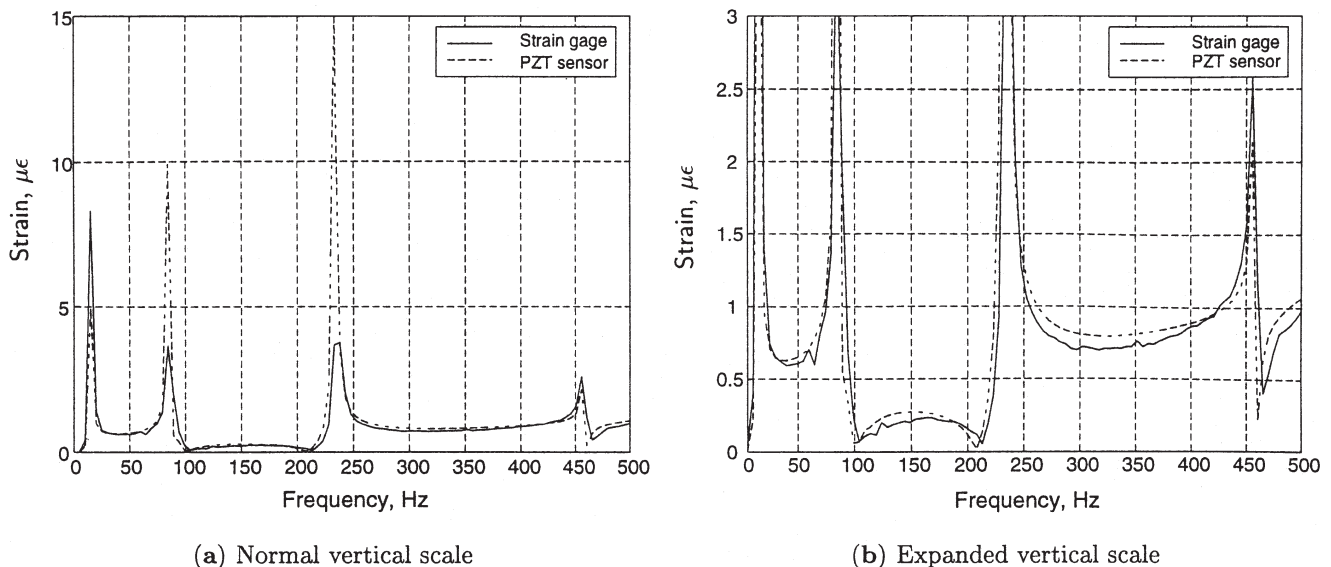 15
10
5
0
Strain, με
Strain gage
PZT sensor
0 50 100 150 200 250 300 350 400 450 500
Frequency, Hz
(a) Normal vertical scale
3
2.5
2
1.5
1
0.5
0
Strain, με
Strain gage
PZT sensor
0 50 100 150 200 250 300 350 400 450 500
Frequency, Hz
(b) Expanded vertical scale